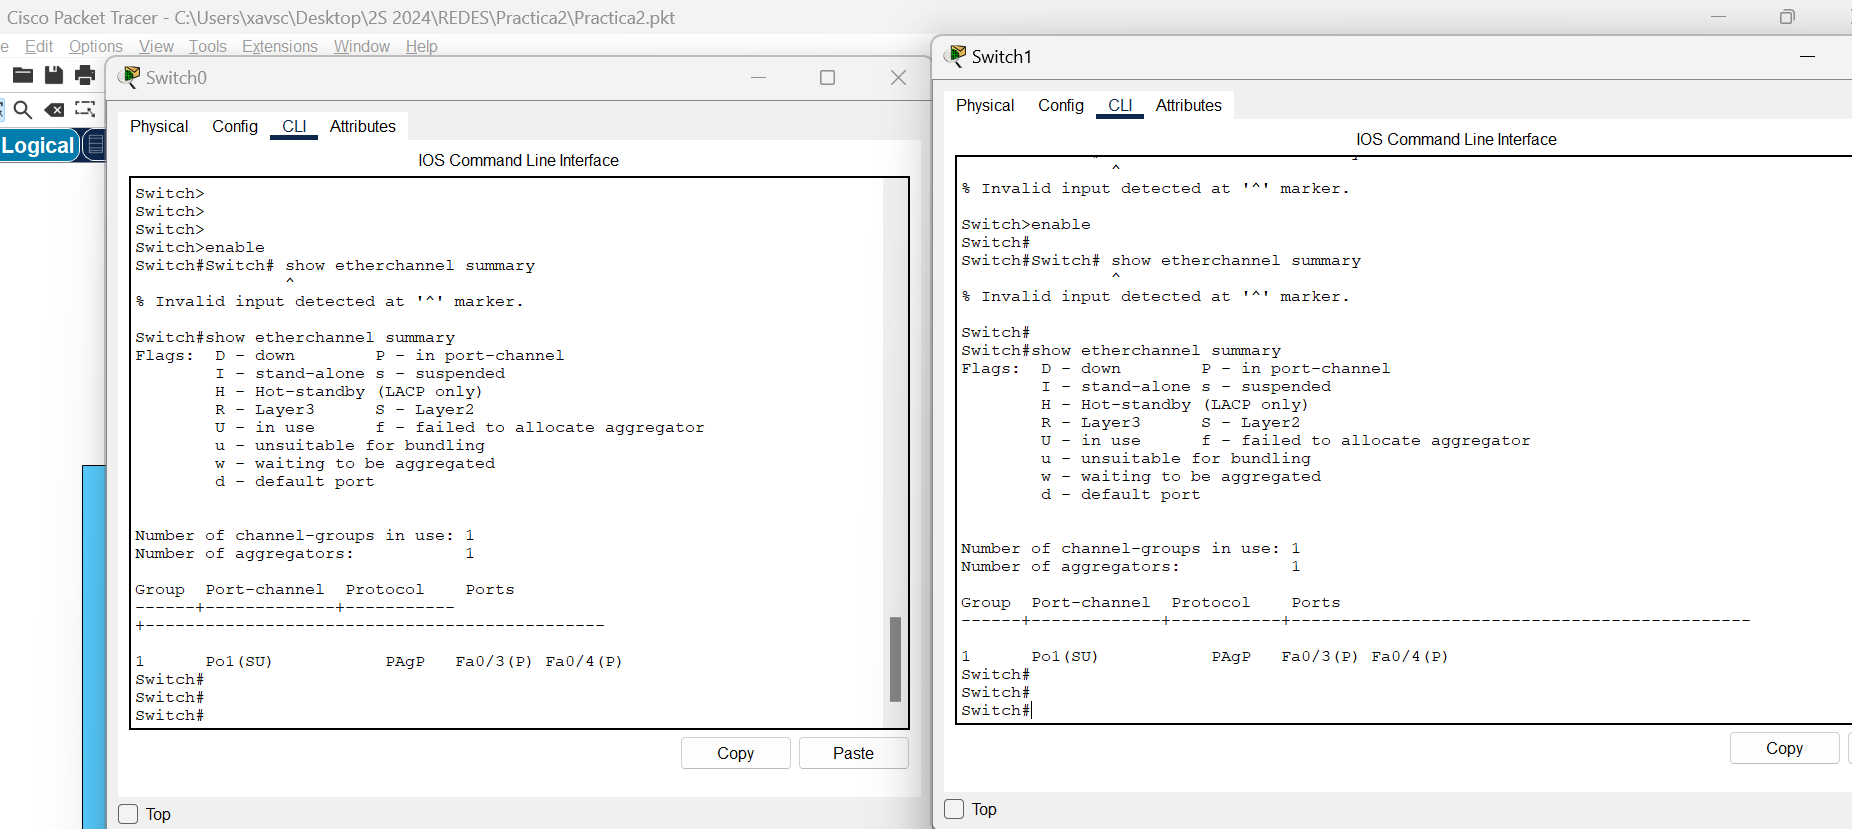 Cisco Packet Tracer - C:\Users\xavsc\Desktop\2S 2024\REDES\Practica2\Practica2.pkt
e Edit Options View Tools Extensions Window Help
Logical
Switch0
Physical Config CLI Attributes
IOS Command Line Interface
Switch>
Switch>
Switch>
Switch>enable
Switch#Switch# show etherchannel summary
^
% Invalid input detected at '^' marker.
Switch#show etherchannel summary
Flags: D - down P - in port-channel
I - stand-alone s - suspended
H - Hot-standby (LACP only)
R - Layer3 S - Layer2
U - in use f - failed to allocate aggregator
u - unsuitable for bundling
w - waiting to be aggregated
d - default port
Number of channel-groups in use: 1
Number of aggregators: 1
Group Port-channel Protocol Ports
------+-------------+-----------
+----------------------------------------------
1 Po1(SU) PAgP Fa0/3(P) Fa0/4(P)
Switch#
Switch#
Switch#
Copy Paste
Top
Switch1
Physical Config CLI Attributes
IOS Command Line Interface
^
% Invalid input detected at '^' marker.
Switch>enable
Switch#
Switch#Switch# show etherchannel summary
^
% Invalid input detected at '^' marker.
Switch#
Switch#show etherchannel summary
Flags: D - down P - in port-channel
I - stand-alone s - suspended
H - Hot-standby (LACP only)
R - Layer3 S - Layer2
U - in use f - failed to allocate aggregator
u - unsuitable for bundling
w - waiting to be aggregated
d - default port
Number of channel-groups in use: 1
Number of aggregators: 1
Group Port-channel Protocol Ports
------+-------------+-----------+----------------------------------------------
1 Po1(SU) PAgP Fa0/3(P) Fa0/4(P)
Switch#
Switch#
Switch#
Copy
Top